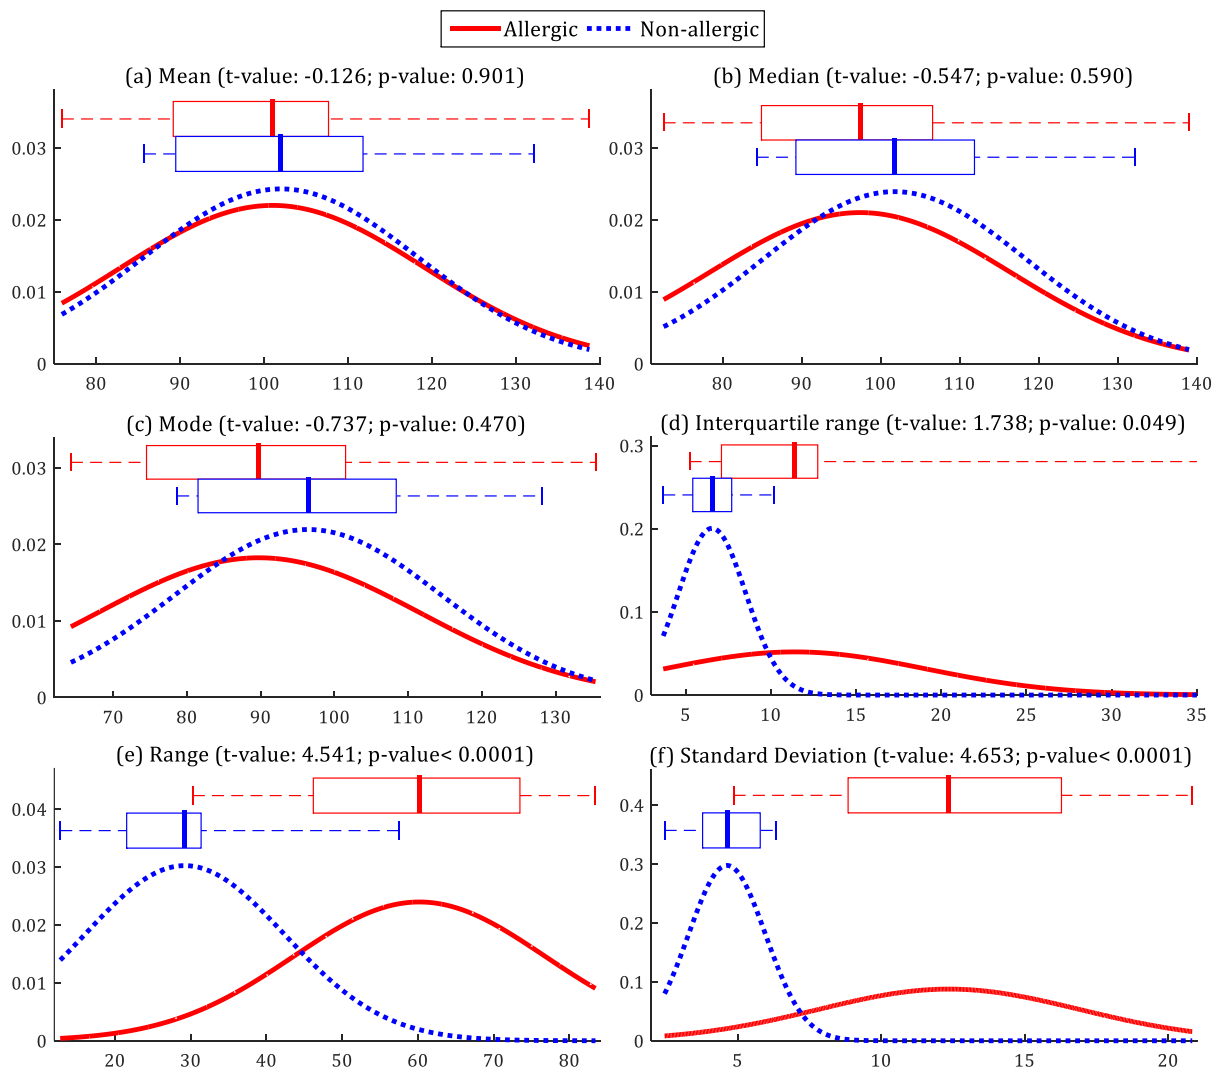 Allergic Non-allergic
(a) Mean (t-value: -0.126; p-value: 0.901)
0.03
0.02
0.01
0
80 90 100 110 120 130 140
(b) Median (t-value: -0.547; p-value: 0.590)
0.03
0.02
0.01
0
80 90 100 110 120 130 140
(c) Mode (t-value: -0.737; p-value: 0.470)
0.03
0.02
0.01
0
70 80 90 100 110 120 130
(d) Interquartile range (t-value: 1.738; p-value: 0.049)
0.3
0.2
0.1
0
5 10 15 20 25 30 35
(e) Range (t-value: 4.541; p-value< 0.0001)
0.04
0.03
0.02
0.01
0
20 30 40 50 60 70 80
(f) Standard Deviation (t-value: 4.653; p-value< 0.0001)
0.4
0.3
0.2
0.1
0
5 10 15 20